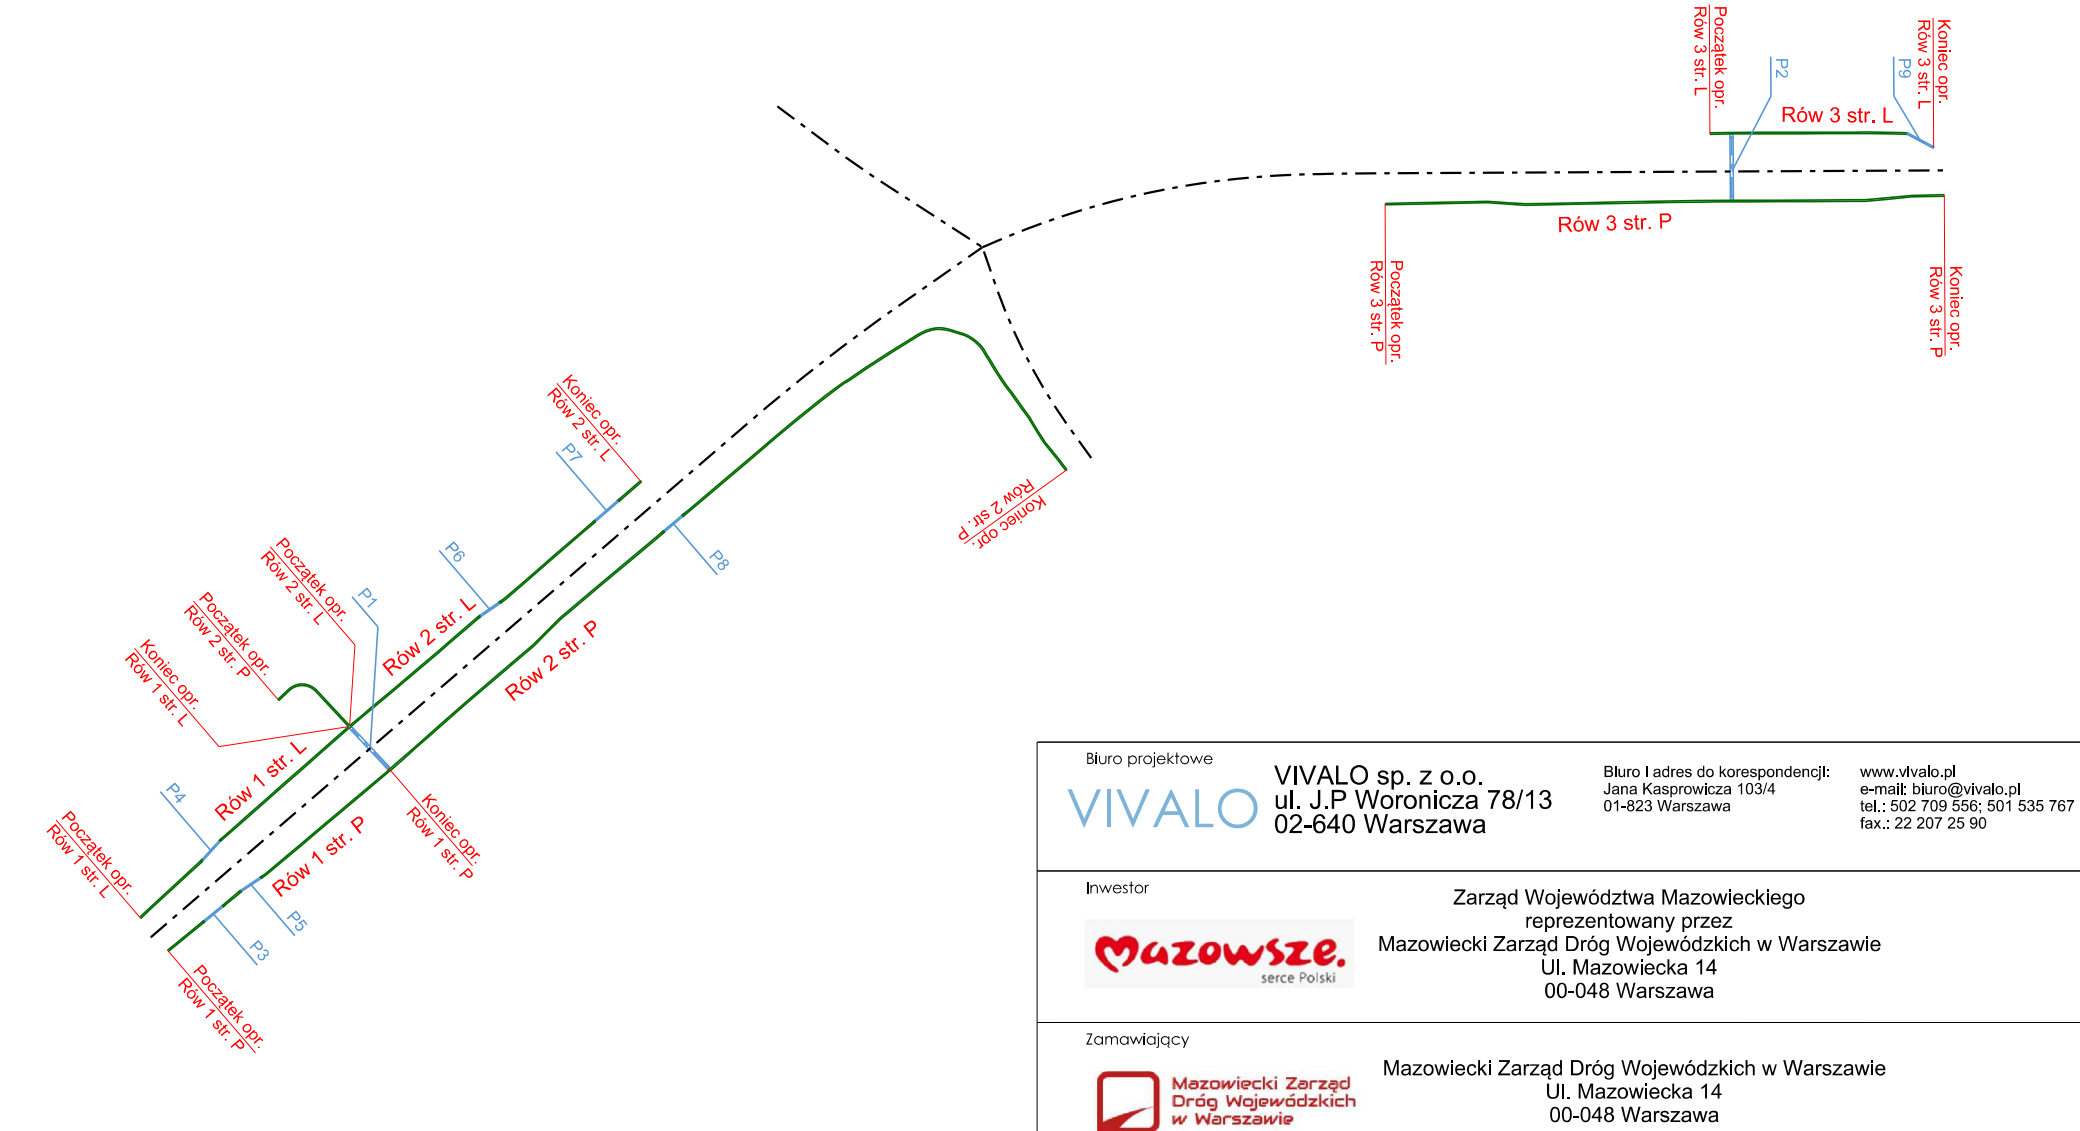 Początek opr.
Rów 3 str. L
P2
P9
Koniec opr.
Rów 3 str. L
Rów 3 str. L
Rów 3 str. P
Początek opr.
Rów 3 str. P
Koniec opr.
Rów 3 str. P
Koniec opr.
Rów 2 str. L
P7
P6
P8
Koniec opr.
Rów 2 str. P
Początek opr.
Rów 2 str. L
P1
Początek opr.
Rów 2 str. P
Rów 2 str. L
Rów 2 str. P
Koniec opr.
Rów 1 str. L
Rów 1 str. L
P4
Początek opr.
Rów 1 str. L
Rów 1 str. P
Koniec opr.
Rów 1 str. P
P5
P3
Początek opr.
Rów 1 str. P
Biuro projektowe
VIVALO
VIVALO sp. z o.o.
ul. J.P Woronicza 78/13
02-640 Warszawa
Biuro i adres do korespondencji:
Jana Kasprowicza 103/4
01-823 Warszawa
www.vivalo.pl
e-mail: biuro@vivalo.pl
tel.: 502 709 556; 501 535 767
fax.: 22 207 25 90
Inwestor
mazowsze.
serce Polski
Zarząd Województwa Mazowieckiego
reprezentowany przez
Mazowiecki Zarząd Dróg Wojewódzkich w Warszawie
Ul. Mazowiecka 14
00-048 Warszawa
Zamawiający
Mazowiecki Zarząd
Dróg Wojewódzkich
w Warszawie
Mazowiecki Zarząd Dróg Wojewódzkich w Warszawie
Ul. Mazowiecka 14
00-048 Warszawa